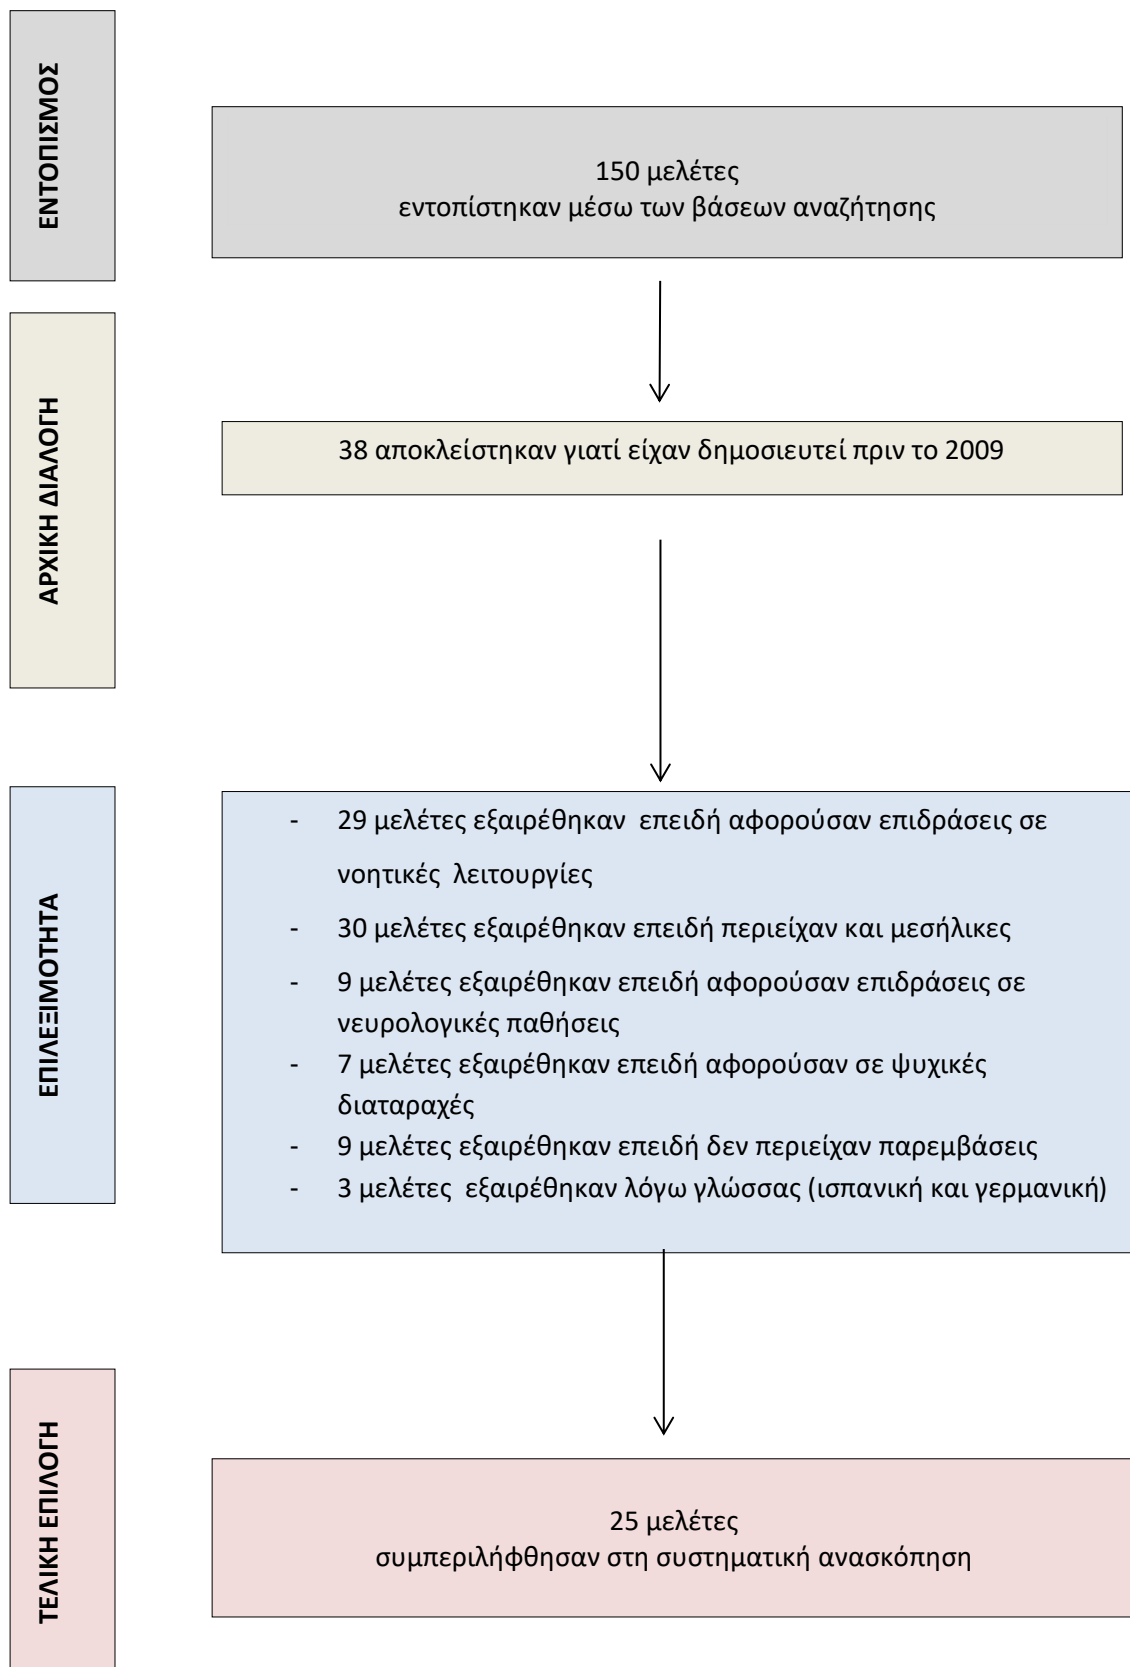 ΕΝΤΟΠΙΣΜΟΣ
150 μελέτες
εντοπίστηκαν μέσω των βάσεων αναζήτησης
ΑΡΧΙΚΗ ΔΙΑΛΟΓΗ
38 αποκλείστηκαν γιατί είχαν δημοσιευτεί πριν το 2009
ΕΠΙΛΕΞΙΜΟΤΗΤΑ
- 29 μελέτες εξαιρέθηκαν επειδή αφορούσαν επιδράσεις σε
νοητικές λειτουργίες
- 30 μελέτες εξαιρέθηκαν επειδή περιείχαν και μεσήλικες
- 9 μελέτες εξαιρέθηκαν επειδή αφορούσαν επιδράσεις σε
νευρολογικές παθήσεις
- 7 μελέτες εξαιρέθηκαν επειδή αφορούσαν σε ψυχικές
διαταραχές
- 9 μελέτες εξαιρέθηκαν επειδή δεν περιείχαν παρεμβάσεις
- 3 μελέτες εξαιρέθηκαν λόγω γλώσσας (ισπανική και γερμανική)
ΤΕΛΙΚΗ ΕΠΙΛΟΓΗ
25 μελέτες
συμπεριλήφθησαν στη συστηματική ανασκόπηση